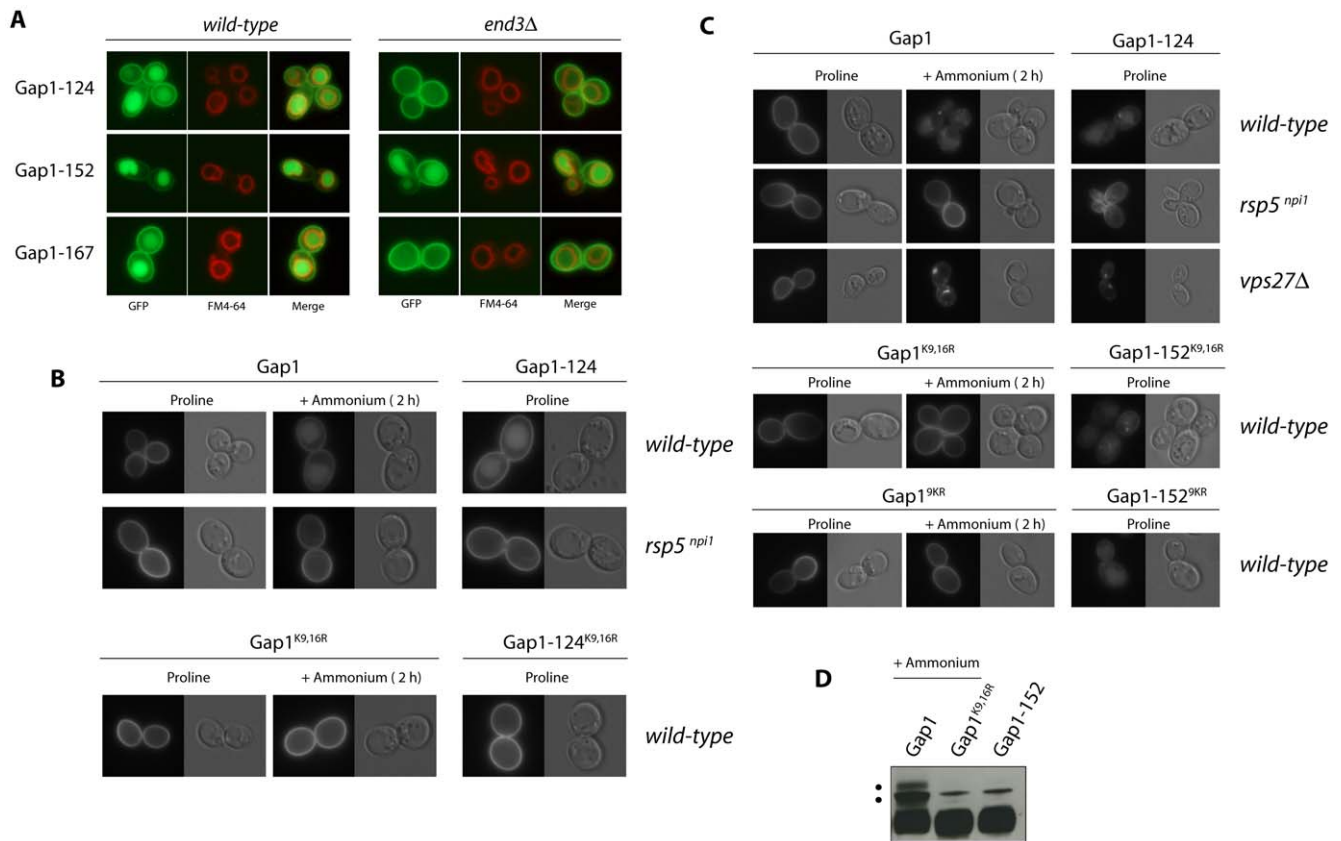 A
wild-type
end3Δ
Gap1-124
Gap1-152
Gap1-167
GFP
FM4-64
Merge
GFP
FM4-64
Merge
B
Gap1
Gap1-124
Proline
+ Ammonium ( 2 h )
Proline
wild-type
rsp5 npi1
Gap1K9,16R
Gap1-124K9,16R
Proline
+ Ammonium ( 2 h )
Proline
wild-type
C
Gap1
Gap1-124
Proline
+ Ammonium ( 2 h )
Proline
wild-type
rsp5 npi1
vps27Δ
Gap1K9,16R
Gap1-152K9,16R
Proline
+ Ammonium ( 2 h )
Proline
wild-type
Gap19KR
Gap1-1529KR
Proline
+ Ammonium ( 2 h )
Proline
wild-type
D
+ Ammonium
Gap1
Gap1K9,16R
Gap1-152